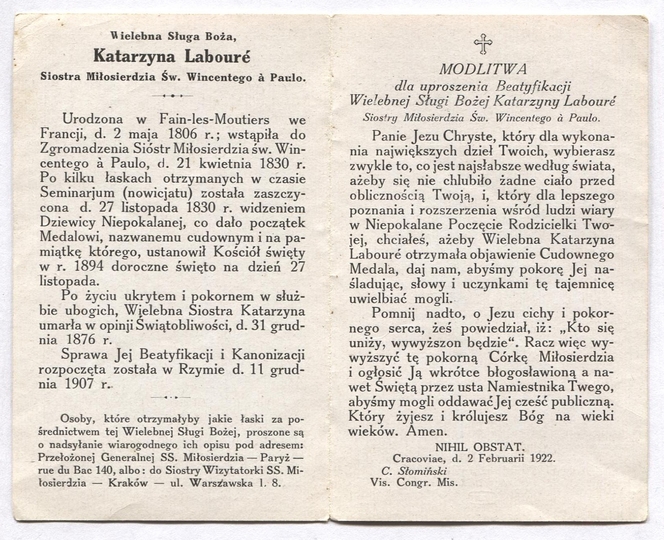 Wielebna Sługa Boża,
Katarzyna Labouré
Siostra Miłosierdzia Św. Wincentego à Paulo.
Urodzona w Fain-les-Moutiers we
Francji, d. 2 maja 1806 r.; wstąpiła do
Zgromadzenia Sióstr Miłosierdzia św. Win-
centego à Paulo, d. 21 kwietnia 1830 r.
Po kilku łaskach otrzymanych w czasie
Seminarjum (nowicjatu) została zaszczy-
cona d. 27 listopada 1830 r. widzeniem
Dziewicy Niepokalanej, co dało początek
Medalowi, nazwanemu cudownym i na pa-
miątkę którego, ustanowił Kościół święty
w r. 1894 doroczne święto na dzień 27
listopada.
Po życiu ukrytem i pokornem w służ-
bie ubogich, Wielebna Siostra Katarzyna
umarła w opinji Świątobliwości, d. 31 grud-
nia 1876 r.
Sprawa Jej Beatyfikacji i Kanonizacji
rozpoczęta została w Rzymie d. 11 grud-
nia 1907 r.
Osoby, które otrzymałyby jakie łaski za po-
średnictwem tej Wielebnej Sługi Bożej, proszone są
o nadsyłanie wiarogodnego ich opisu pod adresem:
Przełożonej Generalnej SS. Miłosierdzia — Paryż —
rue du Bac 140, albo: do Siostry Wizytatorki SS. Mi-
łosierdzia — Kraków — ul. Warszawska l. 8.
MODLITWA
dla uproszenia Beatyfikacji
Wielebnej Sługi Bożej Katarzyny Labouré
Siostry Miłosierdzia Św. Wincentego à Paulo.
Panie Jezu Chryste, który dla wykona-
nia największych dzieł Twoich, wybierasz
zwykle to, co jest najsłabsze według świata,
ażeby się nie chlubiło żadne ciało przed
oblicznością Twoją, i, który dla lepszego
poznania i rozszerzenia wśród ludzi wiary
w Niepokalane Poczęcie Rodzicielki Two-
jej, chciałeś, ażeby Wielebna Katarzyna
Labouré otrzymała objawienie Cudownego
Medala, daj nam, abyśmy pokorę Jej na-
śladując, słowy i uczynkami tę tajemnicę
uwielbiać mogli.
Pomnij nadto, o Jezu cichy i pokor-
nego serca, żeś powiedział, iż: „Kto się
uniży, wywyższon będzie“. Racz więc wy-
wyższyć tę pokorną Córkę Miłosierdzia
i ogłosić Ją wkrótce błogosławioną a na-
wet Świętą przez usta Namiestnika Twego,
abyśmy mogli oddawać Jej cześć publiczną.
Który żyjesz i królujesz Bóg na wieki
wieków. Amen.
NIHIL OBSTAT.
Cracoviae, d. 2 Februarii 1922.
C. Słomiński
Vis. Congr. Mis.